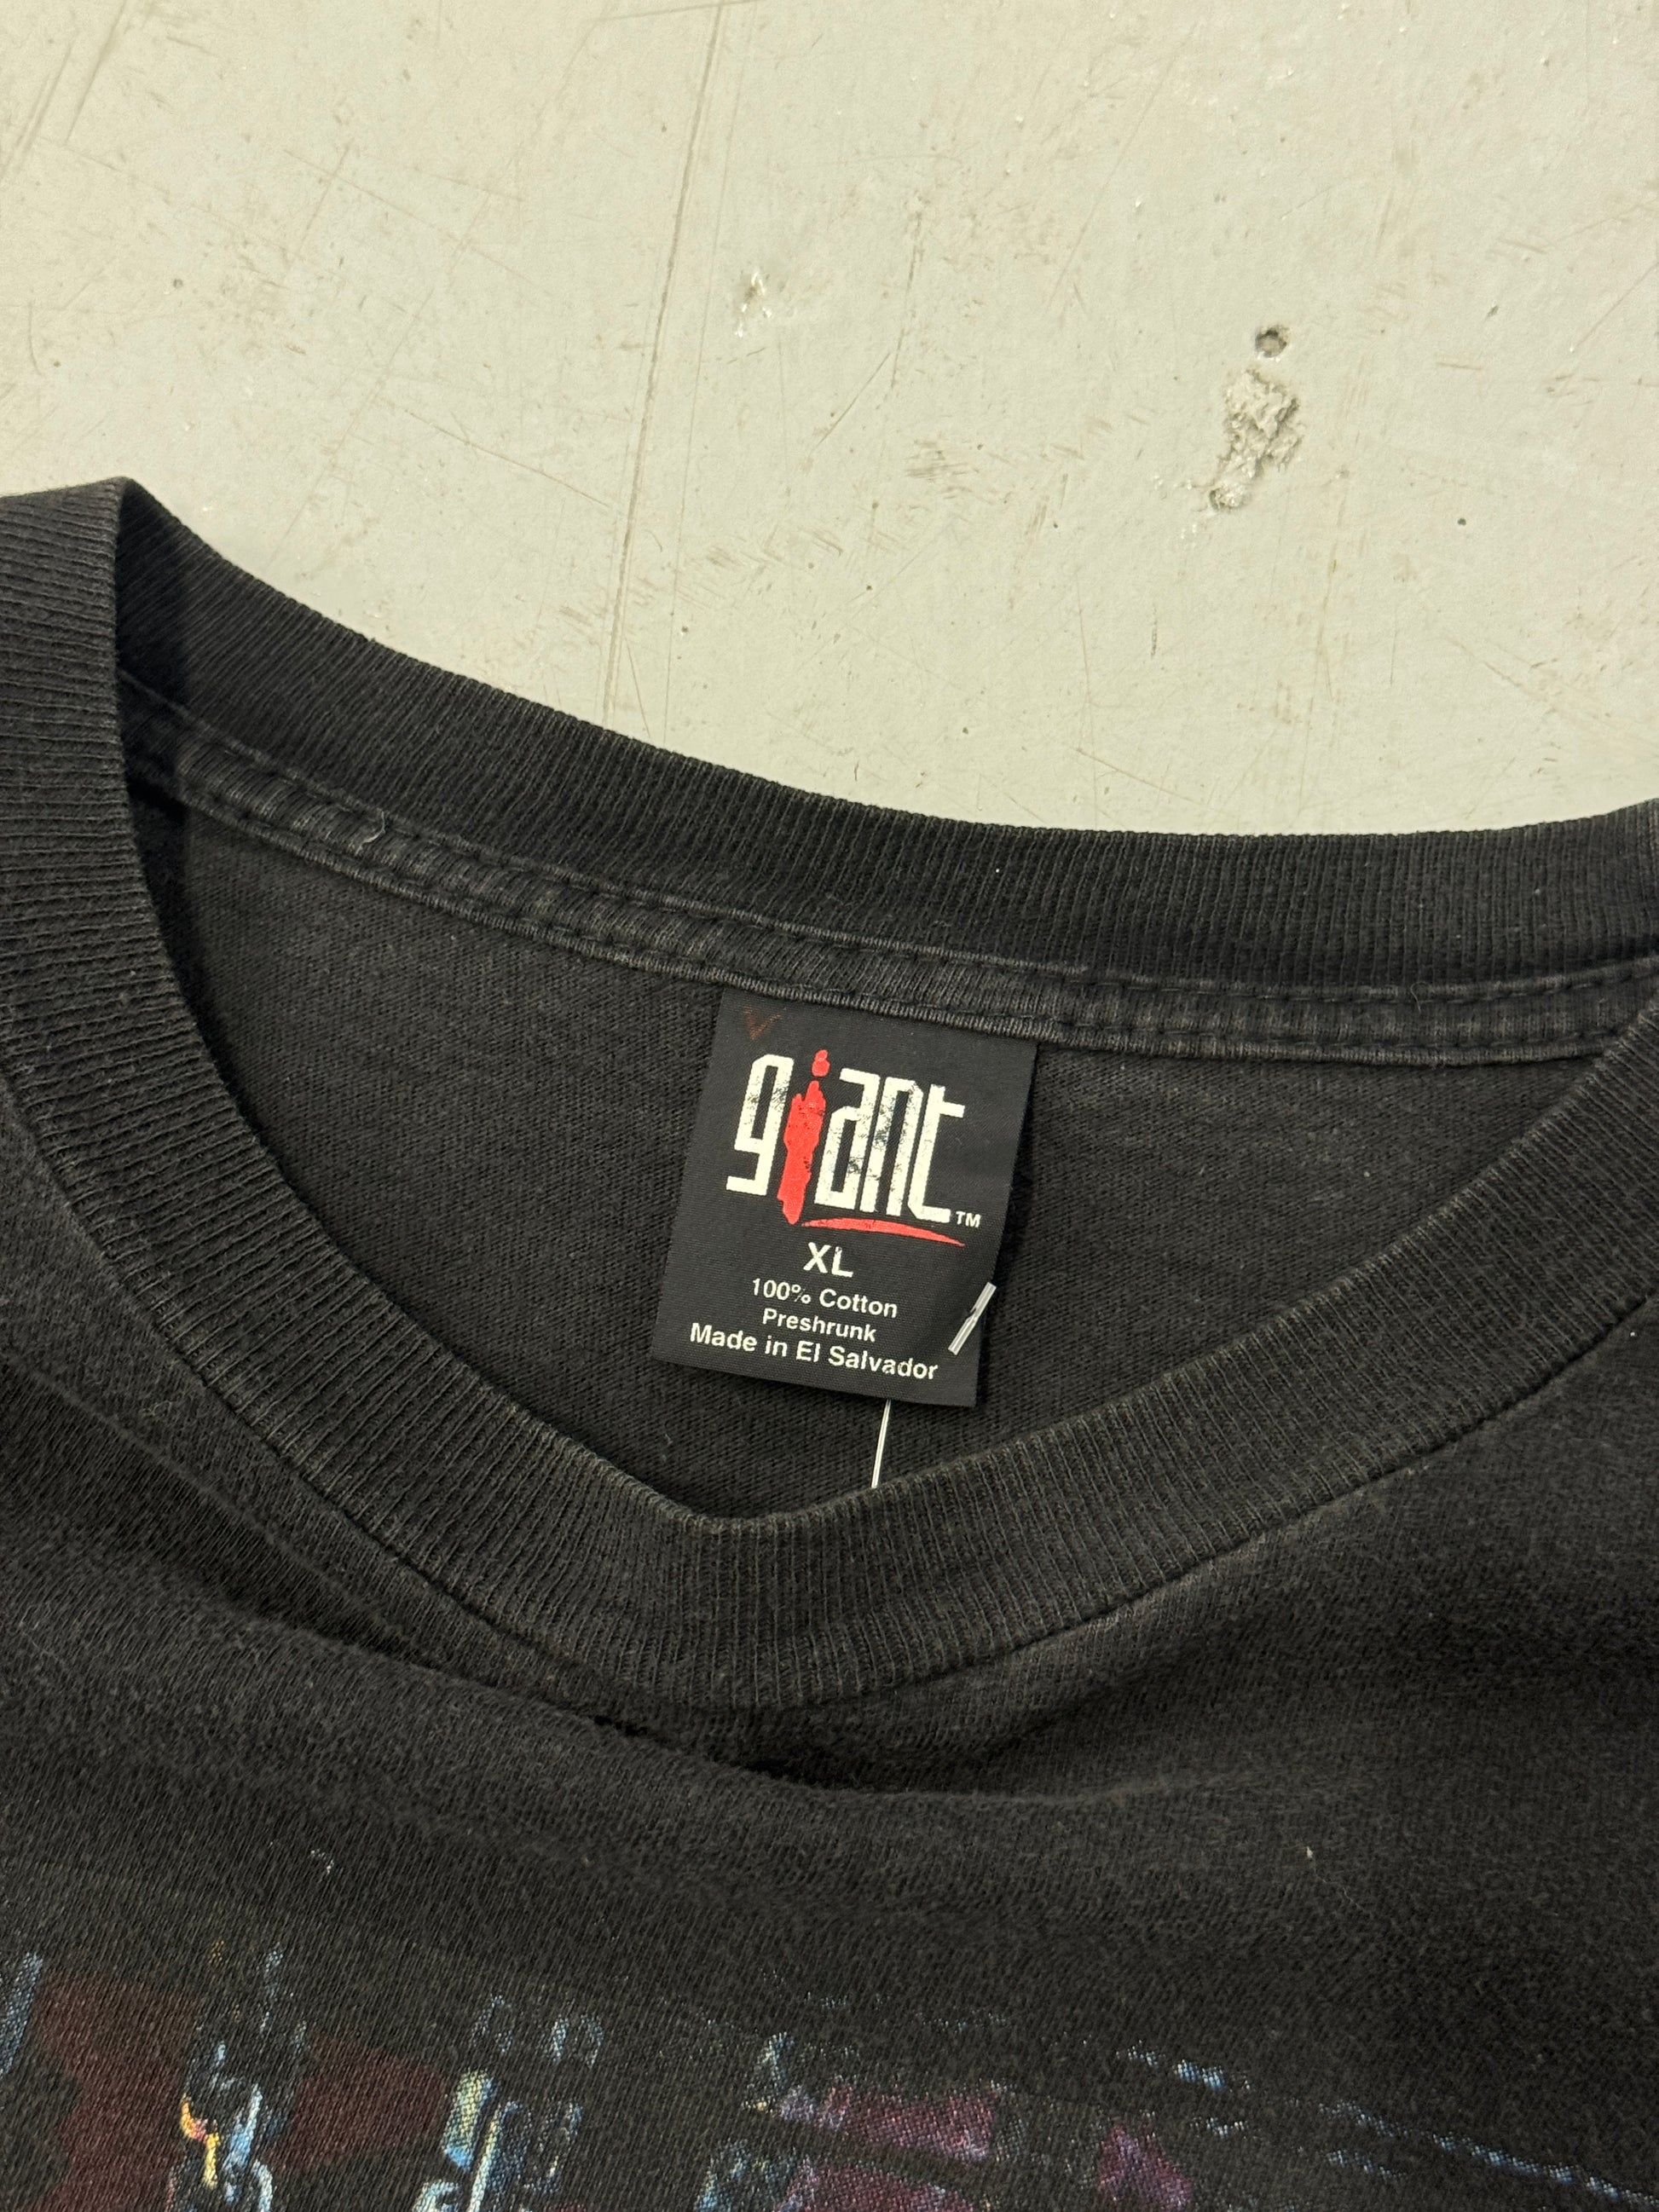 giant™
XL
100% Cotton
Preshrunk
Made in El Salvador